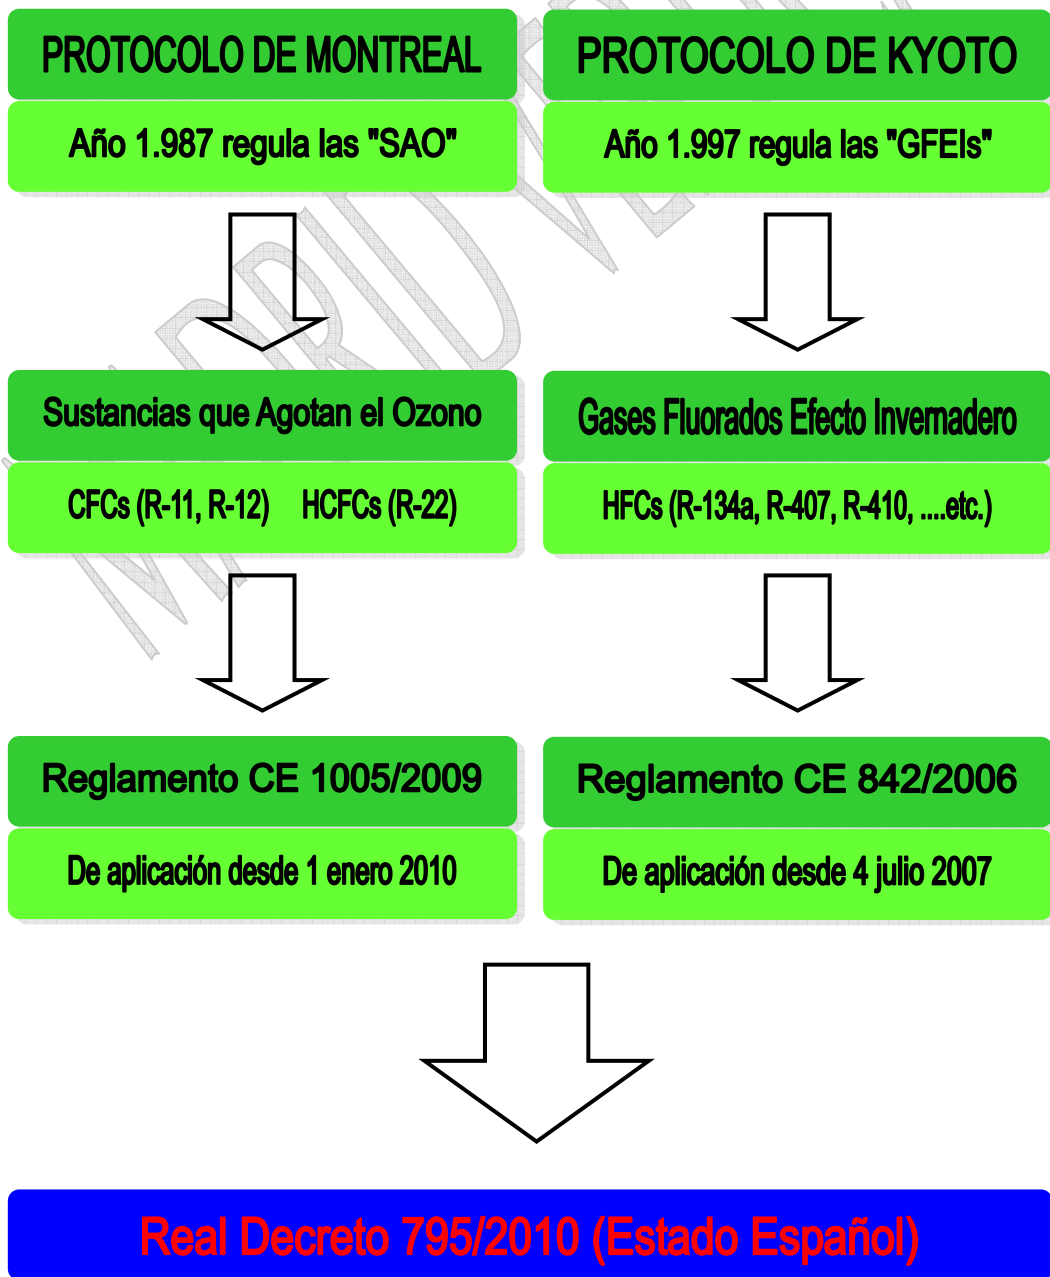 PROTOCOLO DE MONTREAL
Año 1.987 regula las "SAO"
PROTOCOLO DE KYOTO
Año 1.997 regula las "GFEIs"
Sustancias que Agotan el Ozono
CFCs (R-11, R-12) HCFCs (R-22)
Gases Fluorados Efecto Invernadero
HFCs (R-134a, R-407, R-410, ....etc.)
Reglamento CE 1005/2009
De aplicación desde 1 enero 2010
Reglamento CE 842/2006
De aplicación desde 4 julio 2007
Real Decreto 795/2010 (Estado Español)
MADRID